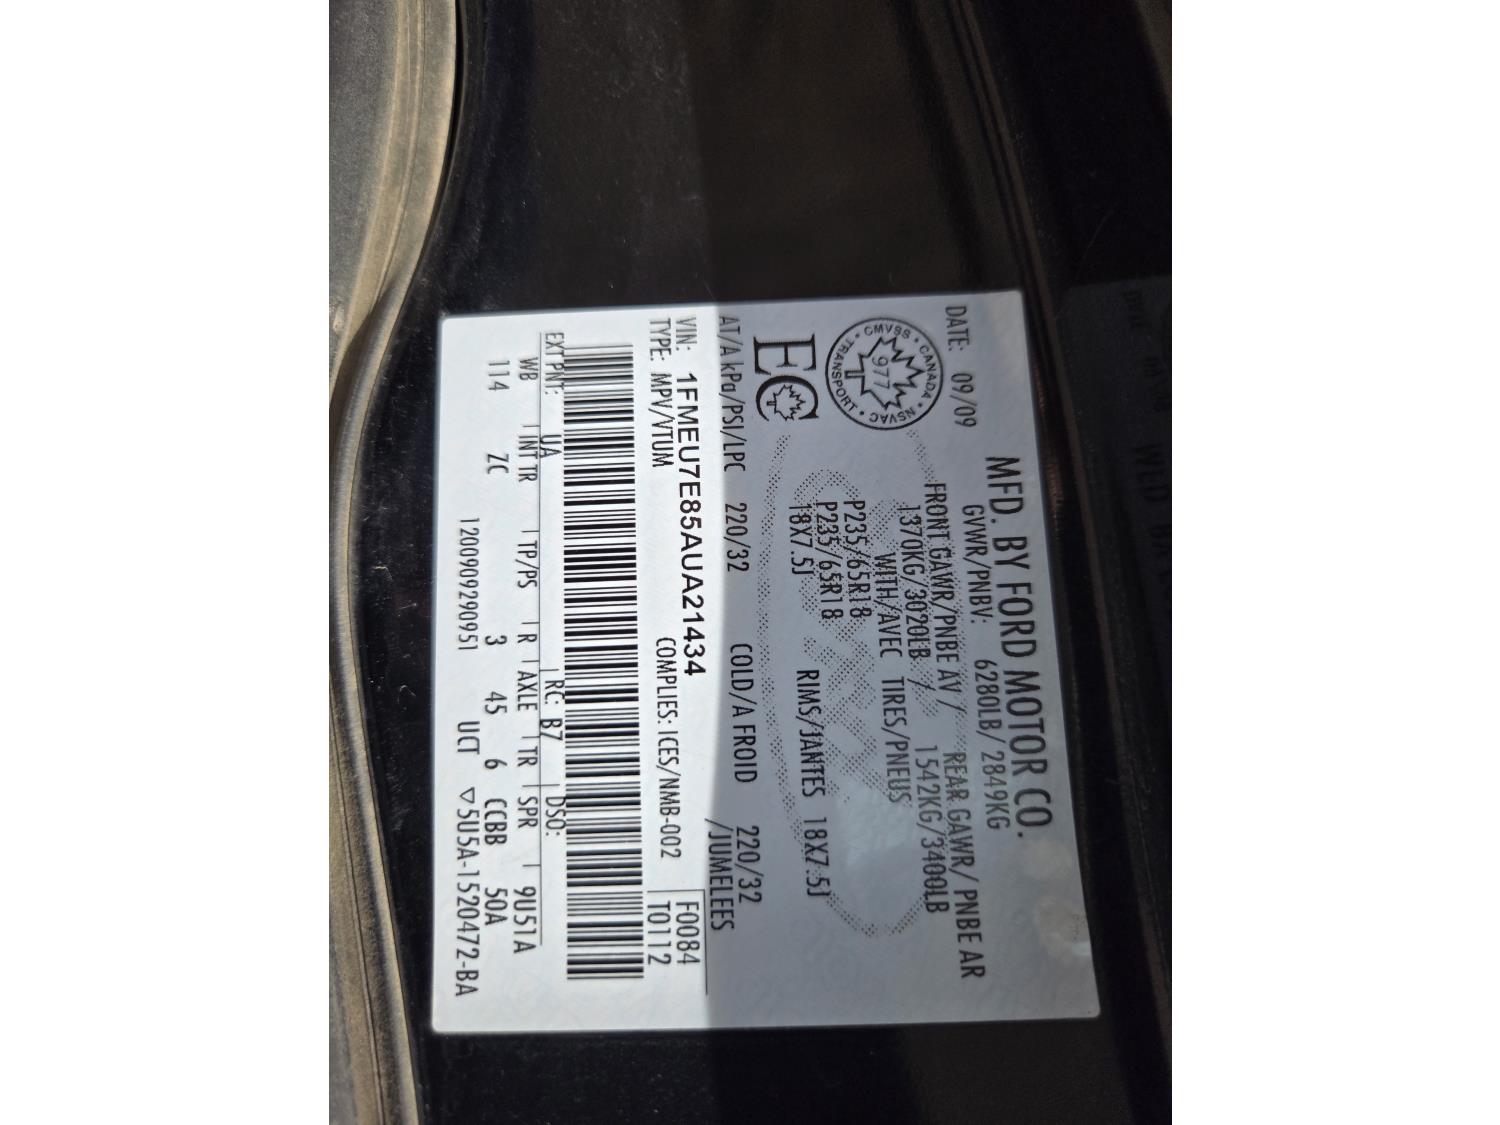 MFD. BY FORD MOTOR CO.
DATE: 09/09
GVWR/PNBV: 6280LB/ 2849KG
FRONT GAWR/PNBE AV / REAR GAWR/ PNBE AR
1370KG/3020LB / 1542KG/3400LB
WITH/AVEC TIRES/PNEUS
P235/65R18
P235/65R18
18X7.5J RIMS/JANTES 18X7.5J
CMVSS • CANADA • NSVAC • TRANSPORT •
977
EC
AT/A kPa/PSI/LPC 220/32 COLD/A FROID 220/32
/JUMELEES
VIN: 1FMEU7E85AUA21434
TYPE: MPV/VTUM COMPLIES: ICES/NMB-002
F0084
T0112
EXT PNT: UA RC: B7 DSO:
WB INT TR TP/PS R AXLE TR SPR 9U51A
114 ZC 3 45 6 CCBB 50A
1200909290951 UCT ▽5U5A-1520472-BA